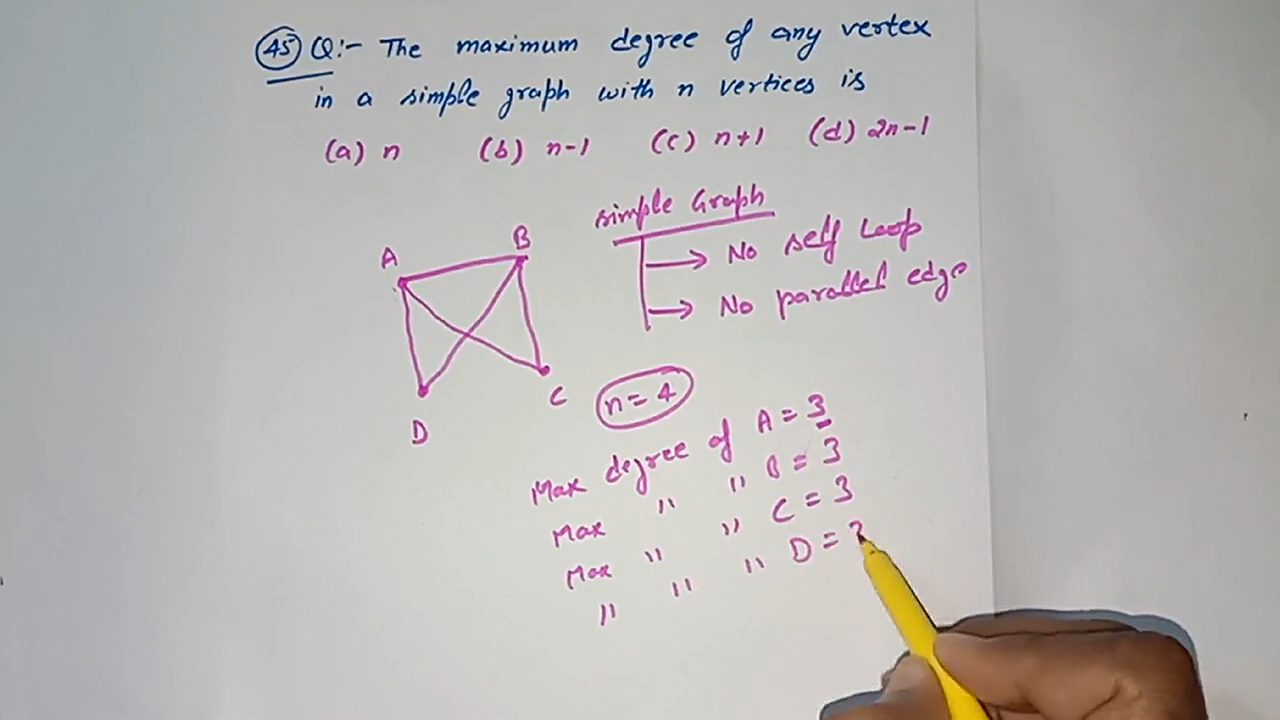 45 Q:- The maximum degree of any vertex
in a simple graph with n vertices is
(a) n (b) n-1 (c) n+1 (d) 2n-1
simple Graph
→ No self Loop
→ No parallel edge
A
B
C
D
n = 4
Max degree of A = 3
Max " " B = 3
Max " " C = 3
" " " D = 3